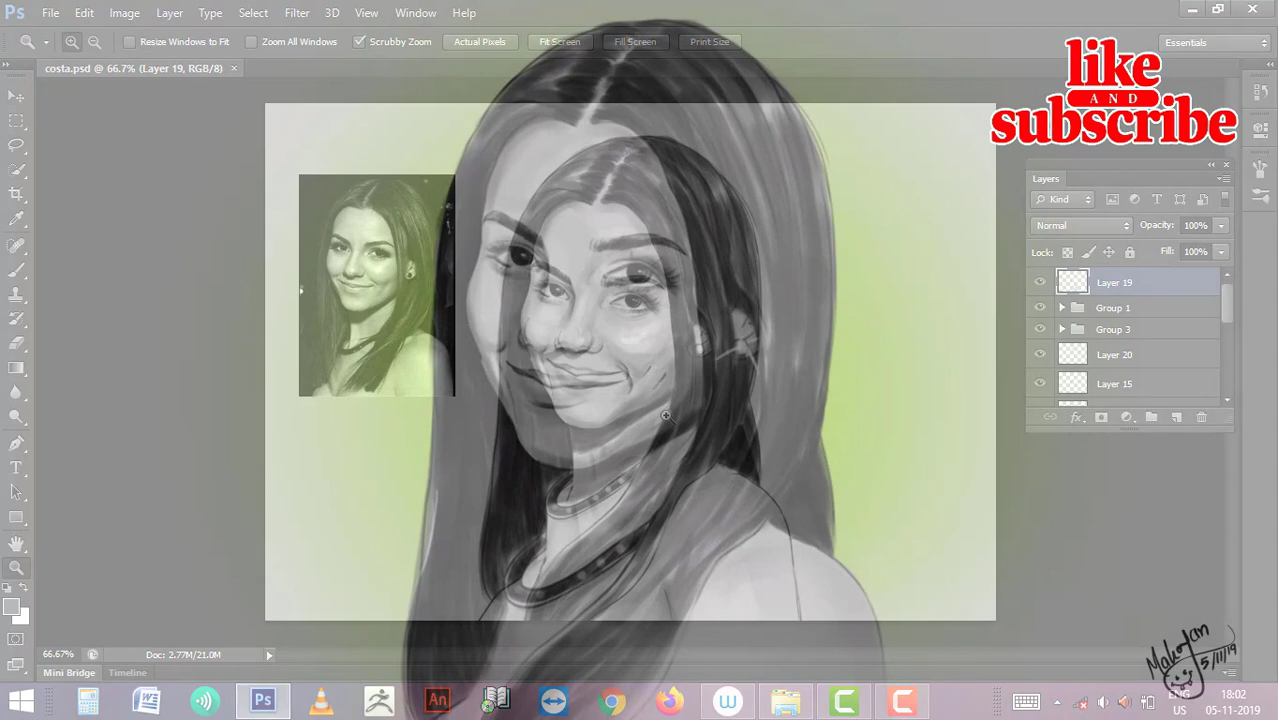 Ps File Edit Image Layer Type Select Filter 3D View Window Help
Resize Windows to Fit Zoom All Windows Scrubby Zoom Actual Pixels Fit Screen Fill Screen Print Size Essentials
costa.psd @ 66.7% (Layer 19, RGB/8)
like
AND
subscribe
Layers
Kind
Normal Opacity: 100%
Lock: Fill: 100%
Layer 19
Group 1
Group 3
Layer 20
Layer 15
66.67% Doc: 2.77M/21.0M
Mini Bridge Timeline
5/11/19
ENG 18:02
US 05-11-2019